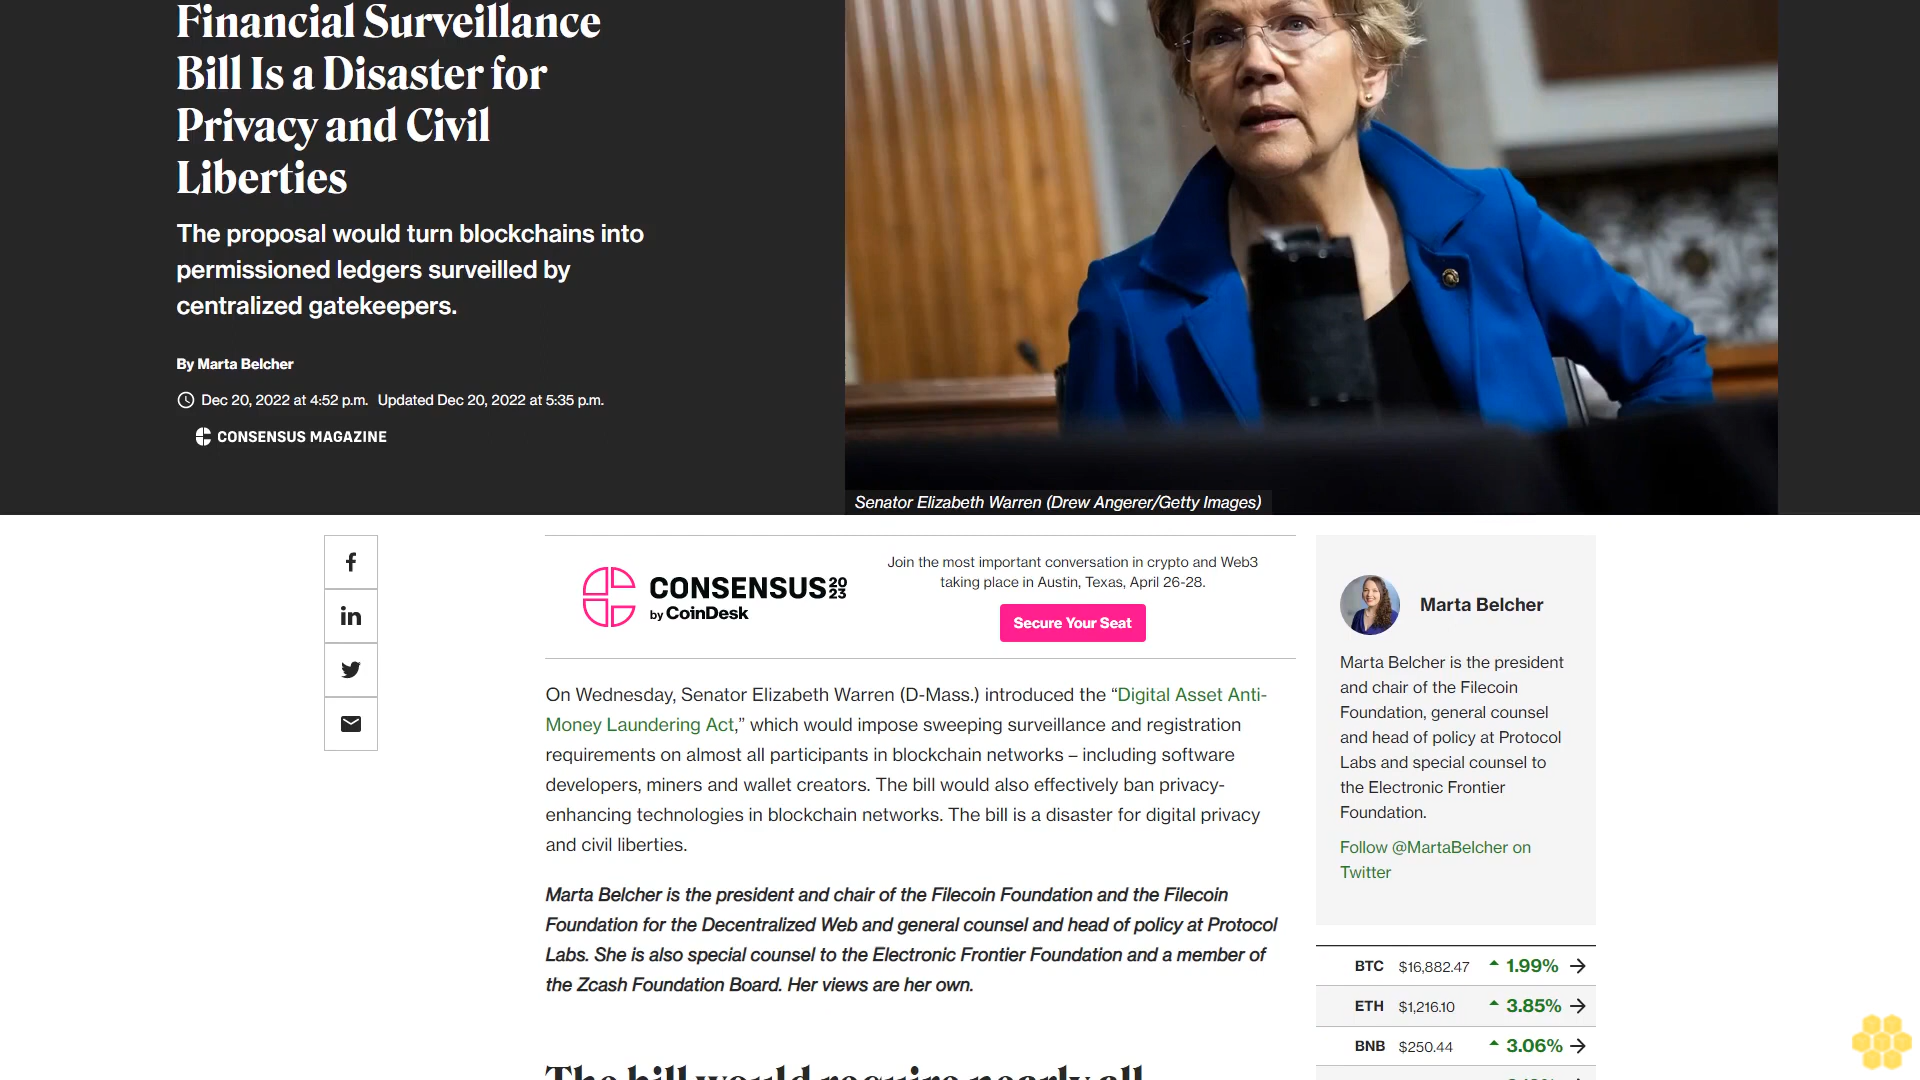 Financial Surveillance
Bill Is a Disaster for
Privacy and Civil
Liberties
The proposal would turn blockchains into
permissioned ledgers surveilled by
centralized gatekeepers.
By Marta Belcher
Dec 20, 2022 at 4:52 p.m. Updated Dec 20, 2022 at 5:35 p.m.
CONSENSUS MAGAZINE
Senator Elizabeth Warren (Drew Angerer/Getty Images)
CONSENSUS 2023
by CoinDesk
Join the most important conversation in crypto and Web3
taking place in Austin, Texas, April 26-28.
Secure Your Seat
On Wednesday, Senator Elizabeth Warren (D-Mass.) introduced the “Digital Asset Anti-
Money Laundering Act,” which would impose sweeping surveillance and registration
requirements on almost all participants in blockchain networks – including software
developers, miners and wallet creators. The bill would also effectively ban privacy-
enhancing technologies in blockchain networks. The bill is a disaster for digital privacy
and civil liberties.
Marta Belcher is the president and chair of the Filecoin Foundation and the Filecoin
Foundation for the Decentralized Web and general counsel and head of policy at Protocol
Labs. She is also special counsel to the Electronic Frontier Foundation and a member of
the Zcash Foundation Board. Her views are her own.
The bill would require nearly all
Marta Belcher
Marta Belcher is the president
and chair of the Filecoin
Foundation, general counsel
and head of policy at Protocol
Labs and special counsel to
the Electronic Frontier
Foundation.
Follow @MartaBelcher on
Twitter
BTC $16,882.47 1.99%
ETH $1,216.10 3.85%
BNB $250.44 3.06%